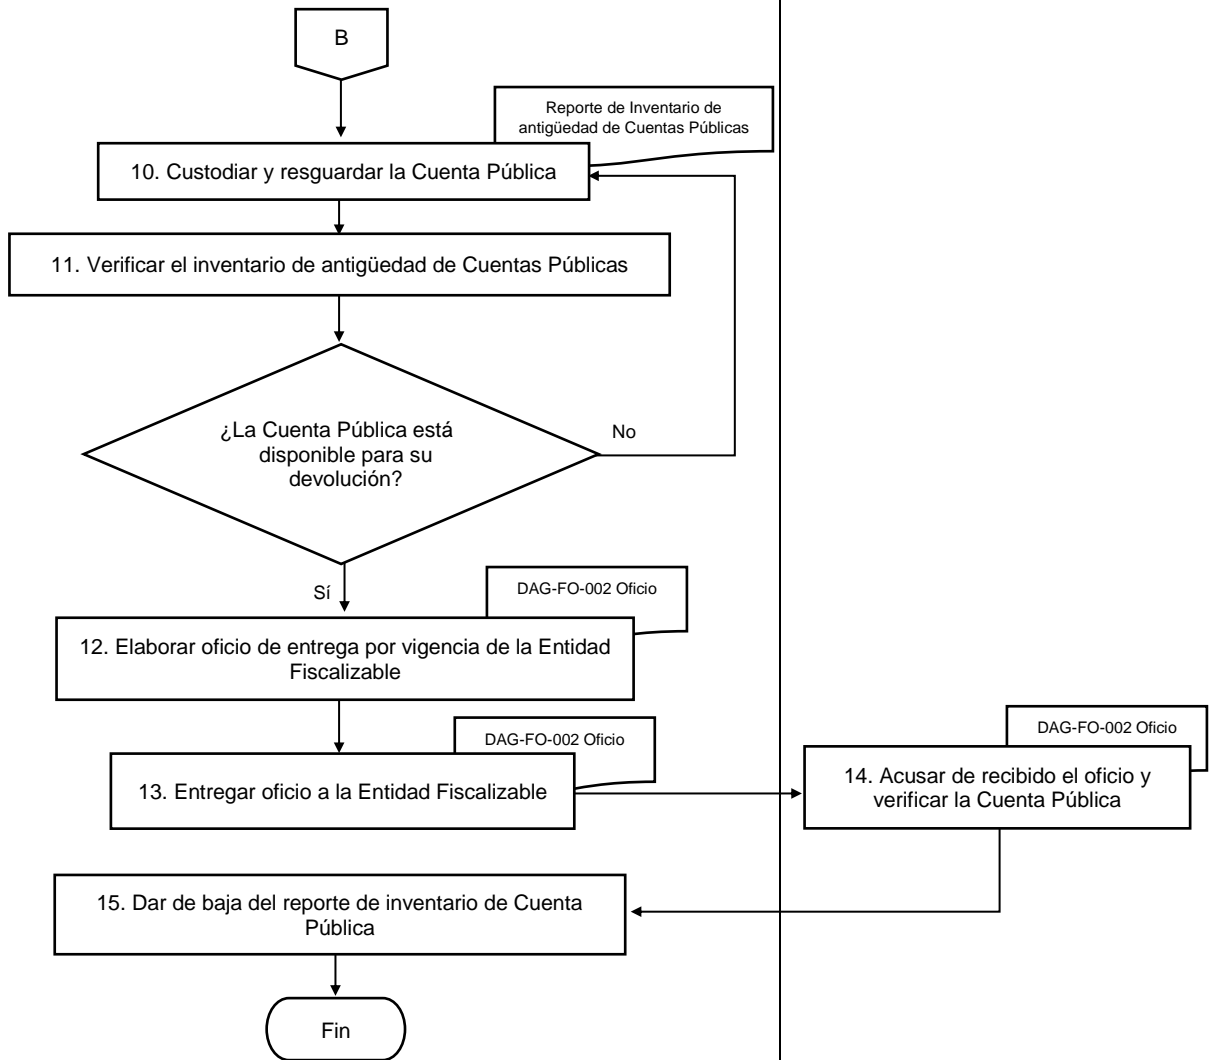 B
Reporte de Inventario de
antigüedad de Cuentas Públicas
10. Custodiar y resguardar la Cuenta Pública
11. Verificar el inventario de antigüedad de Cuentas Públicas
¿La Cuenta Pública está
disponible para su
devolución?
No
Sí
DAG-FO-002 Oficio
12. Elaborar oficio de entrega por vigencia de la Entidad
Fiscalizable
DAG-FO-002 Oficio
13. Entregar oficio a la Entidad Fiscalizable
DAG-FO-002 Oficio
14. Acusar de recibido el oficio y
verificar la Cuenta Pública
15. Dar de baja del reporte de inventario de Cuenta
Pública
Fin